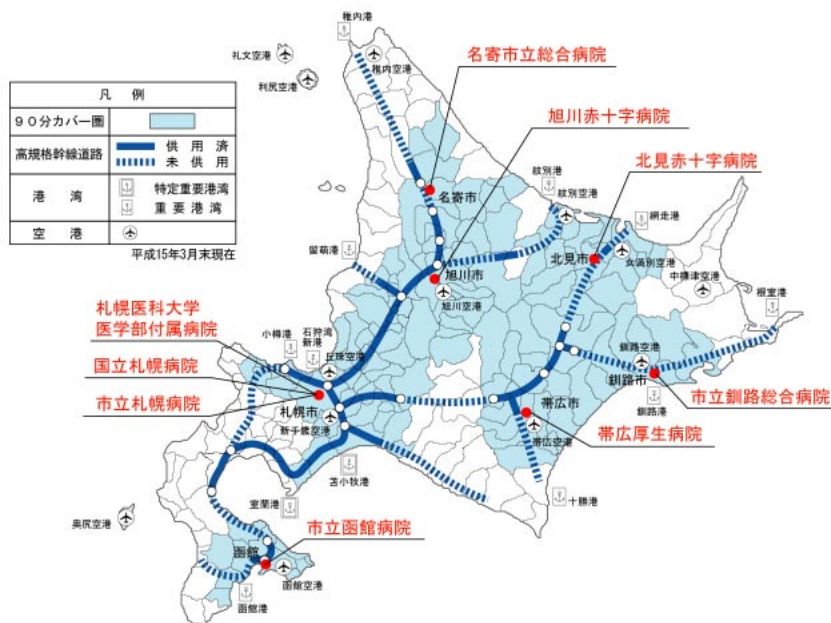 稚内港
礼文空港
稚内空港
利尻空港
名寄市立総合病院
凡 例
90分カバー圏
高規格幹線道路
供 用 済
未 供 用
港 湾
特定重要港湾
重 要 港 湾
空 港
平成15年3月末現在
旭川赤十字病院
北見赤十字病院
紋別港
紋別空港
網走港
名寄市
留萌港
旭川市
旭川空港
北見市
女満別空港
中標津空港
根室港
札幌医科大学
医学部付属病院
小樽港
石狩湾
新港
丘珠空港
国立札幌病院
市立札幌病院
札幌市
新千歳空港
釧路空港
釧路市
釧路港
市立釧路総合病院
帯広市
帯広空港
帯広厚生病院
苫小牧港
室蘭港
十勝港
奥尻空港
市立函館病院
函館
函館空港
函館港